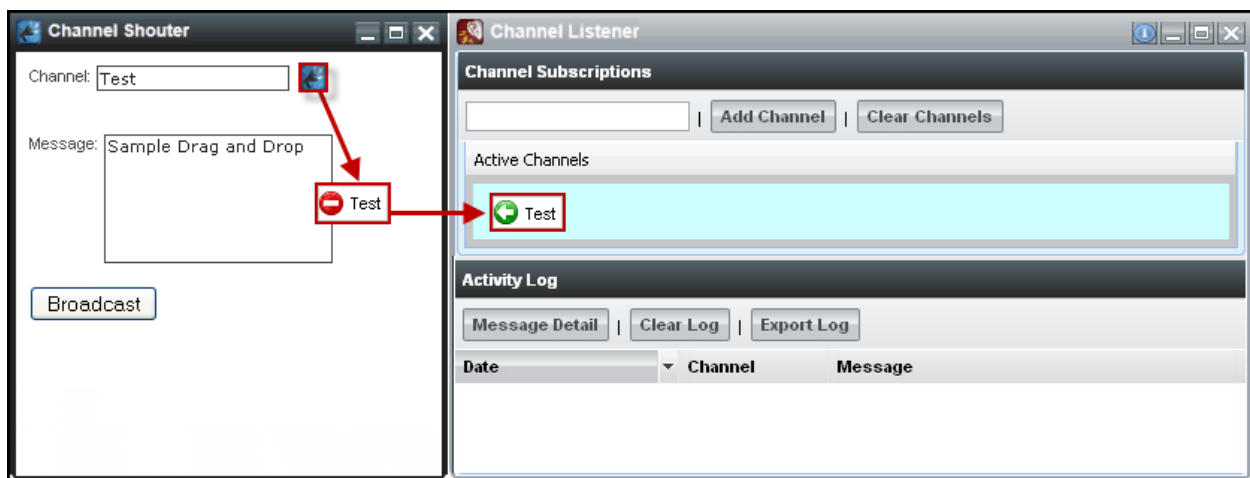 Channel Shouter
Channel: Test
Message: Sample Drag and Drop
Test
Broadcast
Channel Listener
Channel Subscriptions
| Add Channel | Clear Channels
Active Channels
Test
Activity Log
Message Detail | Clear Log | Export Log
Date Channel Message